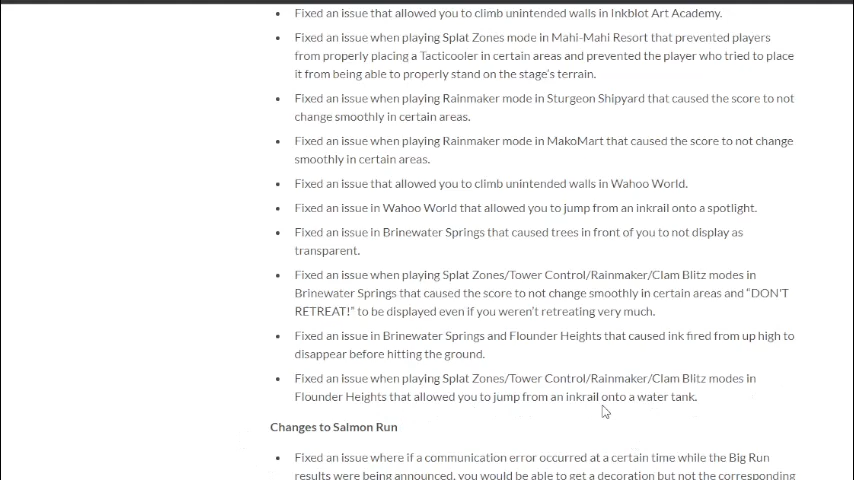 Fixed an issue that allowed you to climb unintended walls in Inkblot Art Academy.
Fixed an issue when playing Splat Zones mode in Mahi-Mahi Resort that prevented players
from properly placing a Tacticooler in certain areas and prevented the player who tried to place
it from being able to properly stand on the stage's terrain.
Fixed an issue when playing Rainmaker mode in Sturgeon Shipyard that caused the score to not
change smoothly in certain areas.
Fixed an issue when playing Rainmaker mode in MakoMart that caused the score to not change
smoothly in certain areas.
Fixed an issue that allowed you to climb unintended walls in Wahoo World.
Fixed an issue in Wahoo World that allowed you to jump from an inkrail onto a spotlight.
Fixed an issue in Brinewater Springs that caused trees in front of you to not display as
transparent.
Fixed an issue when playing Splat Zones/Tower Control/Rainmaker/Clam Blitz modes in
Brinewater Springs that caused the score to not change smoothly in certain areas and “DON'T
RETREAT!” to be displayed even if you weren't retreating very much.
Fixed an issue in Brinewater Springs and Flounder Heights that caused ink fired from up high to
disappear before hitting the ground.
Fixed an issue when playing Splat Zones/Tower Control/Rainmaker/Clam Blitz modes in
Flounder Heights that allowed you to jump from an inkrail onto a water tank.
Changes to Salmon Run
Fixed an issue where if a communication error occurred at a certain time while the Big Run
results were being announced, you would be able to get a decoration but not the corresponding